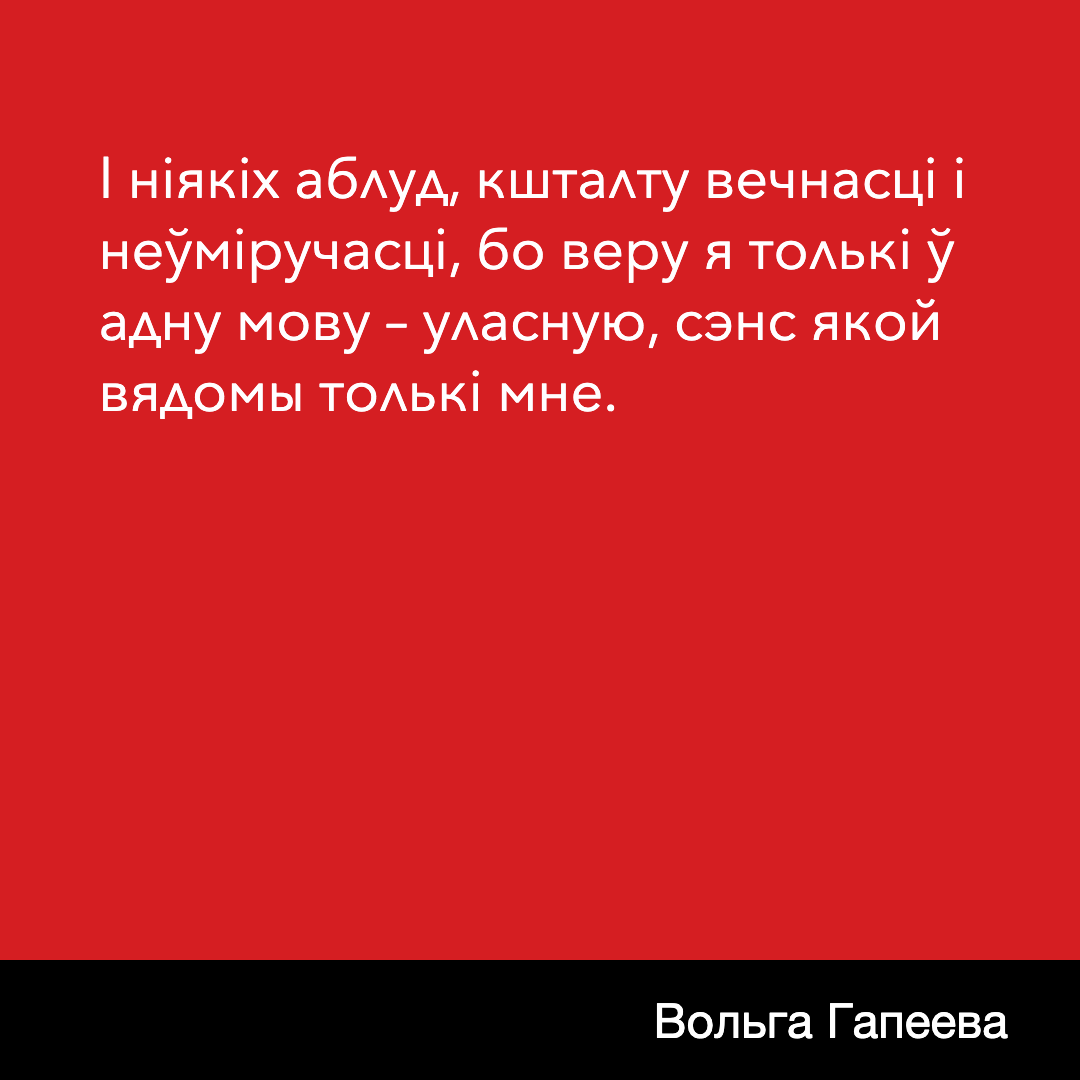 І ніякіх аблуд, кшталту вечнасці і
неўміручасці, бо веру я толькі ў
адну мову – уласную, сэнс якой
вядомы толькі мне.
Вольга Гапеева